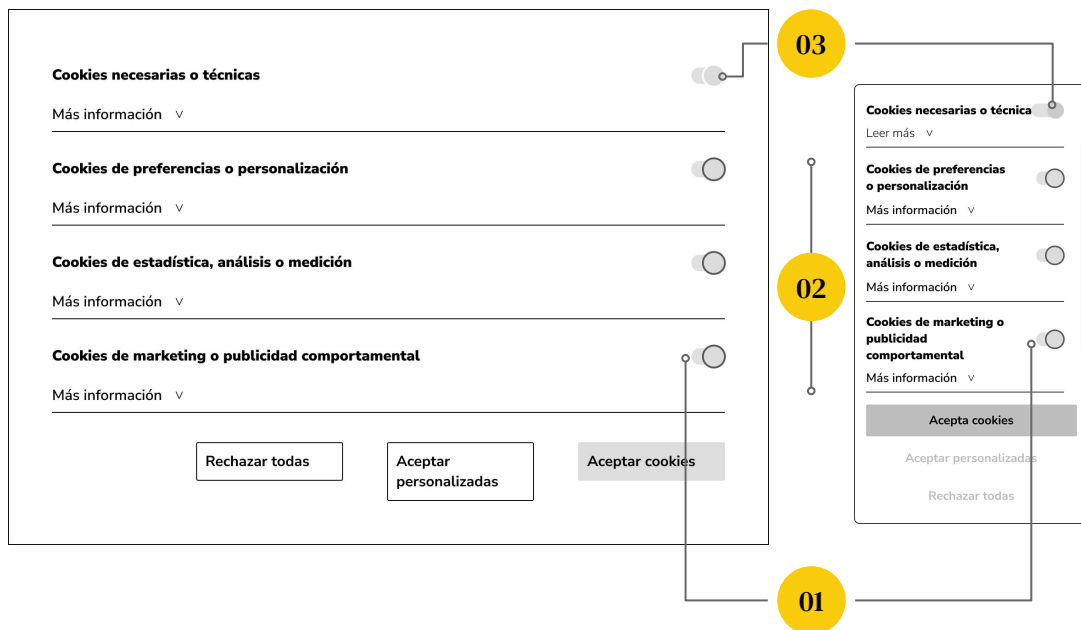 03
Cookies necesarias o técnicas
Más información
Cookies de preferencias o personalización
Más información
Cookies de estadística, análisis o medición
Más información
Cookies de marketing o publicidad comportamental
Más información
Rechazar todas
Aceptar
personalizadas
Aceptar cookies
02
Cookies necesarias o técnica
Leer más
Cookies de preferencias
o personalización
Más información
Cookies de estadística,
análisis o medición
Más información
Cookies de marketing o
publicidad
comportamental
Más información
Acepta cookies
Aceptar personalizadas
Rechazar todas
01